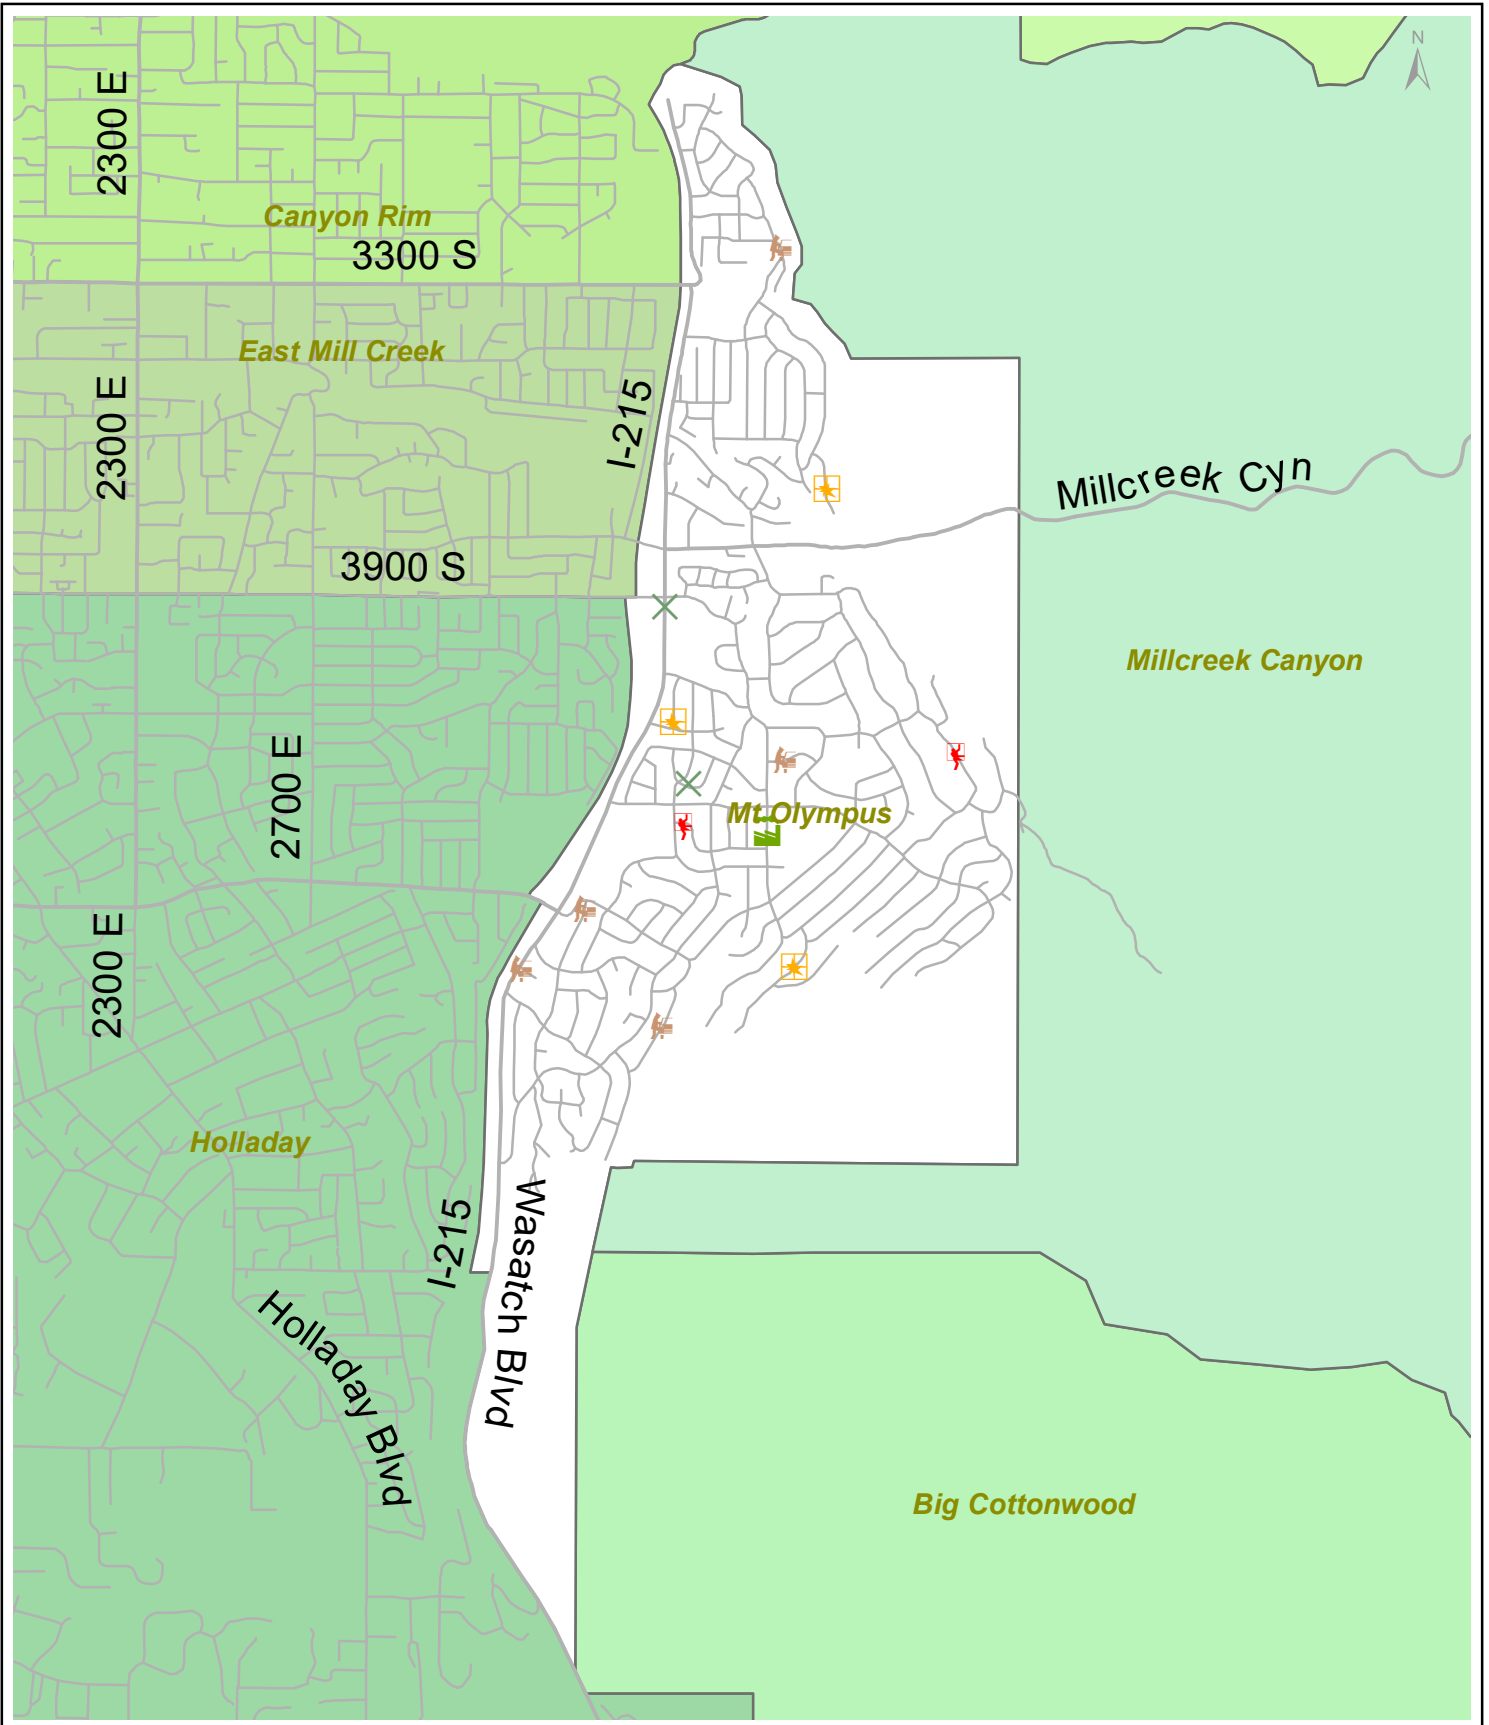 N
2300 E
Canyon Rim
3300 S
East Mill Creek
2300 E
I-215
Millcreek Cyn
3900 S
Millcreek Canyon
2700 E
Mt Olympus
2300 E
Holladay
I-215
Wasatch Blvd
Holladay Blvd
Big Cottonwood